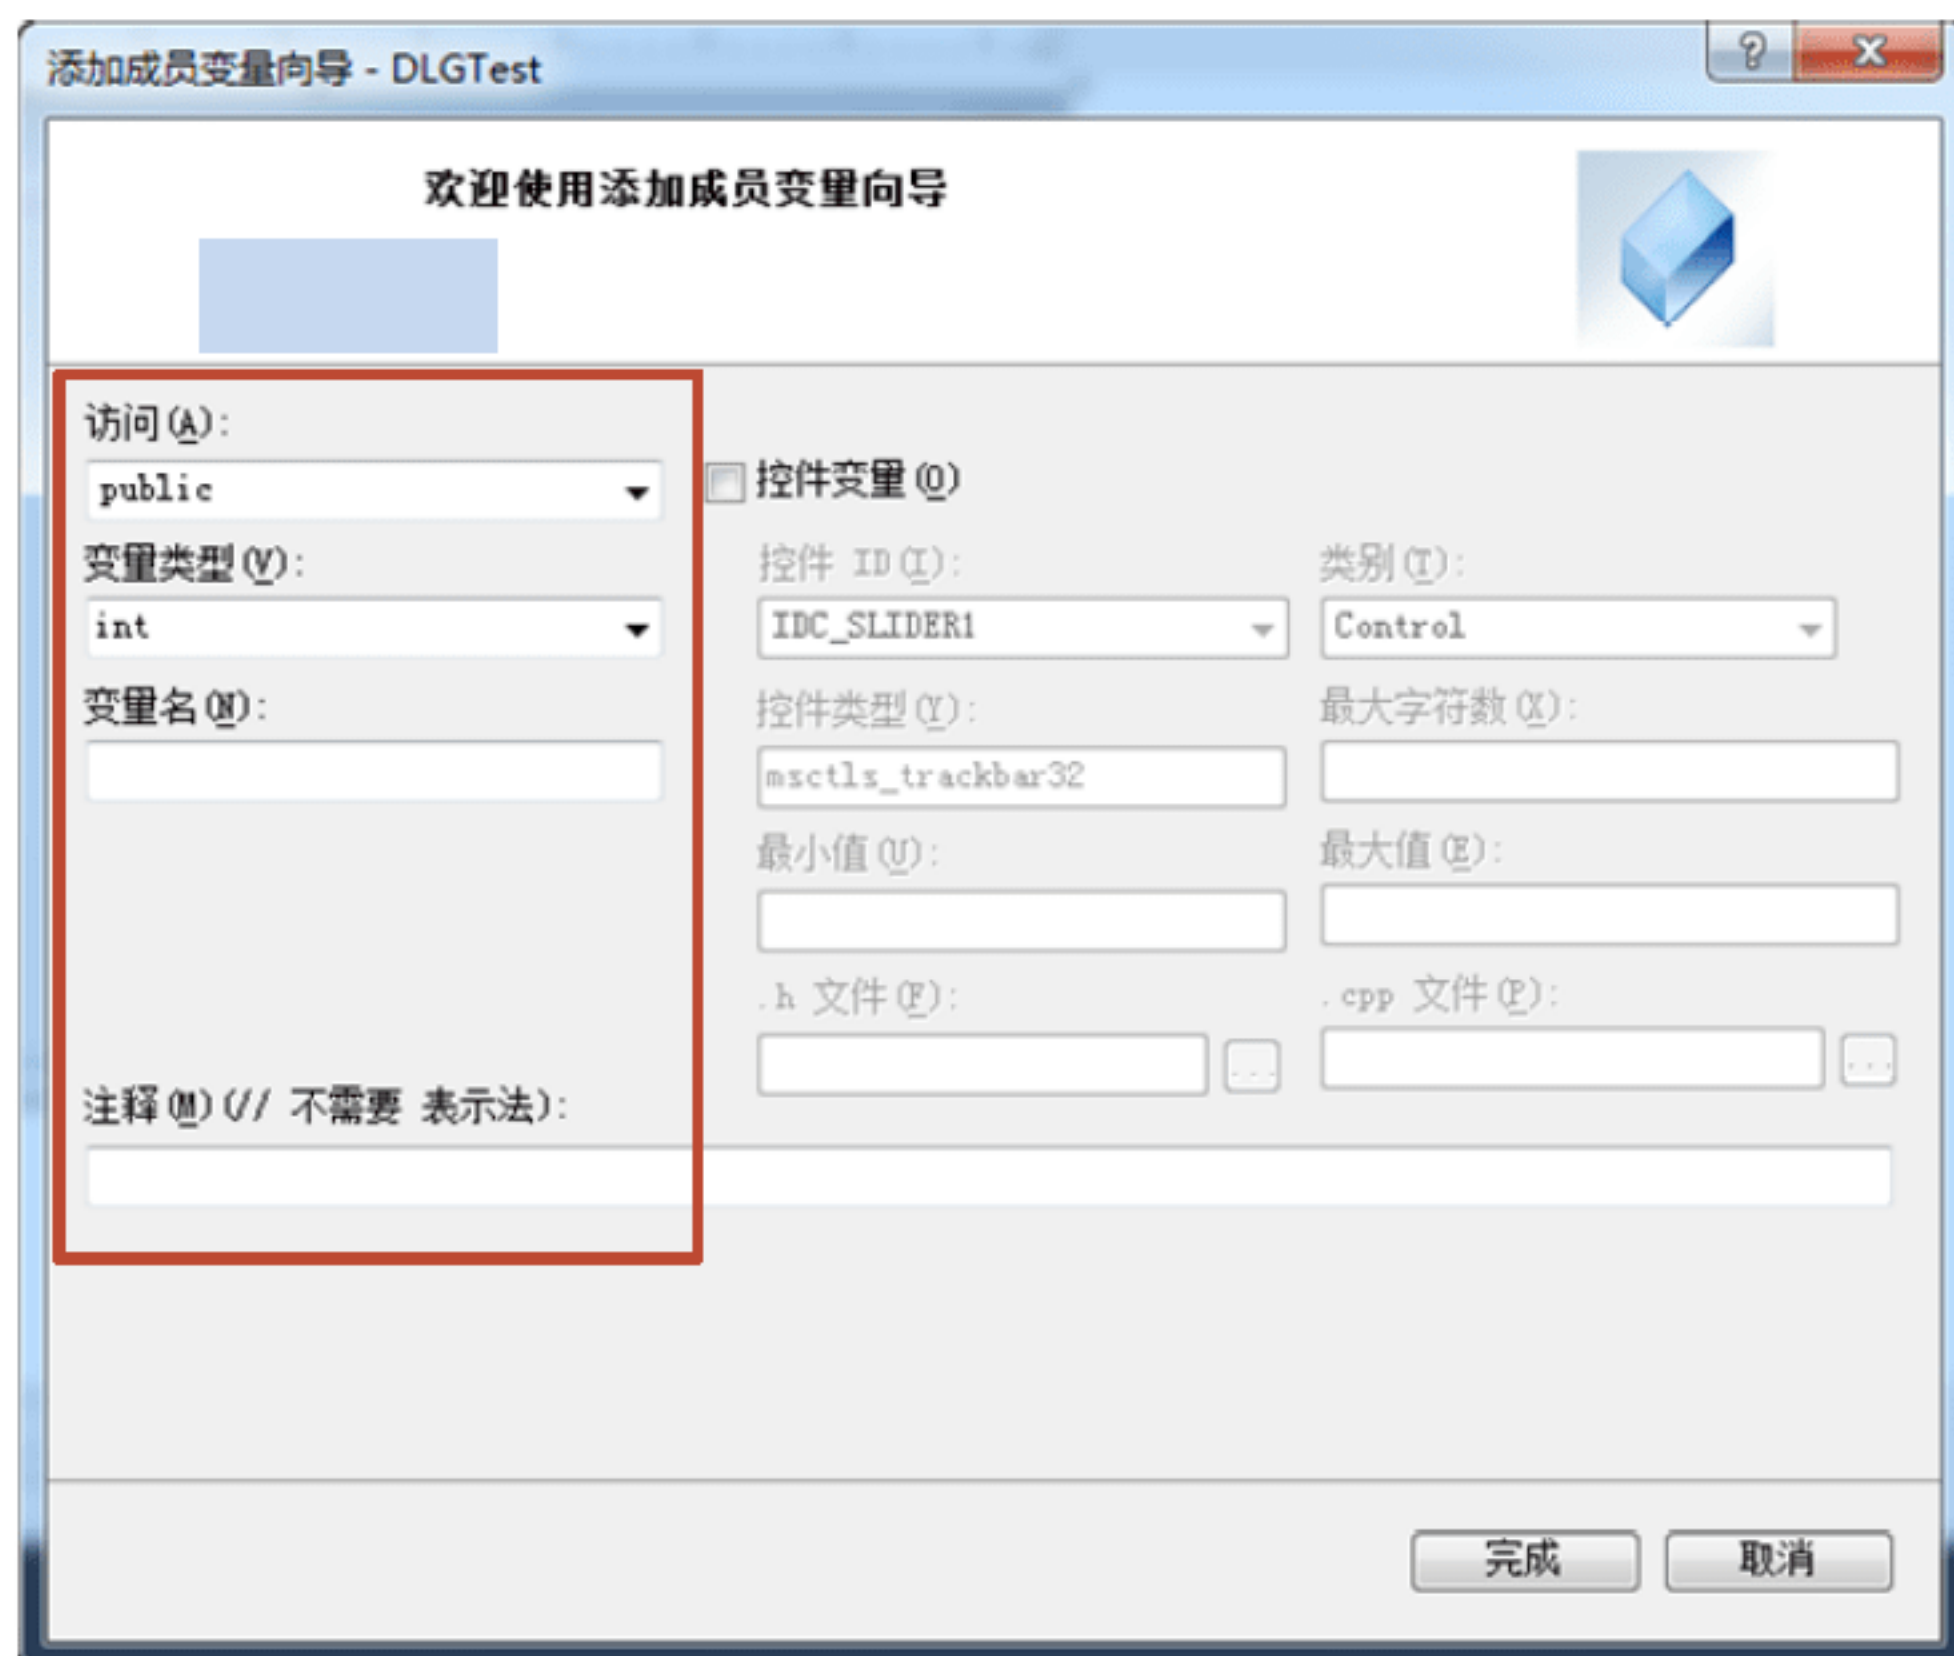 添加成员变量向导 - DLGTest
欢迎使用添加成员变量向导
访问(A):
public
控件变量(O)
变量类型(V):
控件 ID(I):
类别(T):
int
IDC_SLIDER1
Control
变量名(N):
控件类型(Y):
最大字符数(X):
msctls_trackbar32
最小值(U):
最大值(E):
.h 文件(F):
.cpp 文件(P):
...
...
注释(M)(// 不需要 表示法):
完成
取消